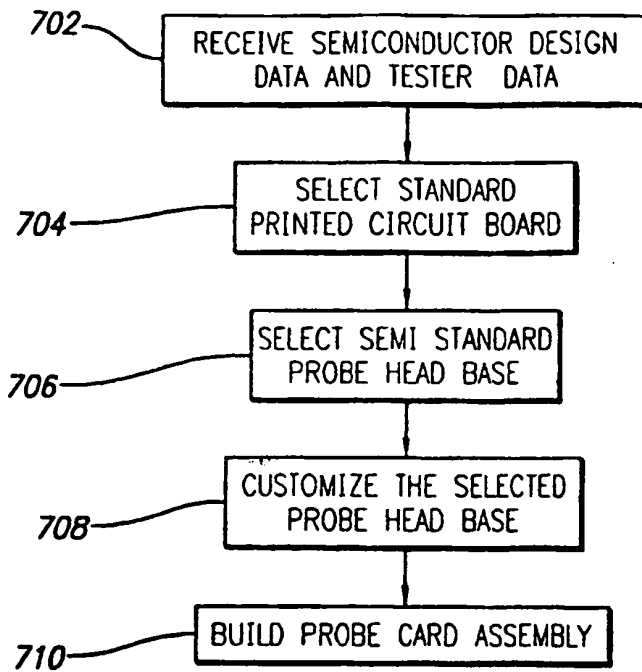 702
RECEIVE SEMICONDUCTOR DESIGN
DATA AND TESTER DATA
704
SELECT STANDARD
PRINTED CIRCUIT BOARD
706
SELECT SEMI STANDARD
PROBE HEAD BASE
708
CUSTOMIZE THE SELECTED
PROBE HEAD BASE
710
BUILD PROBE CARD ASSEMBLY